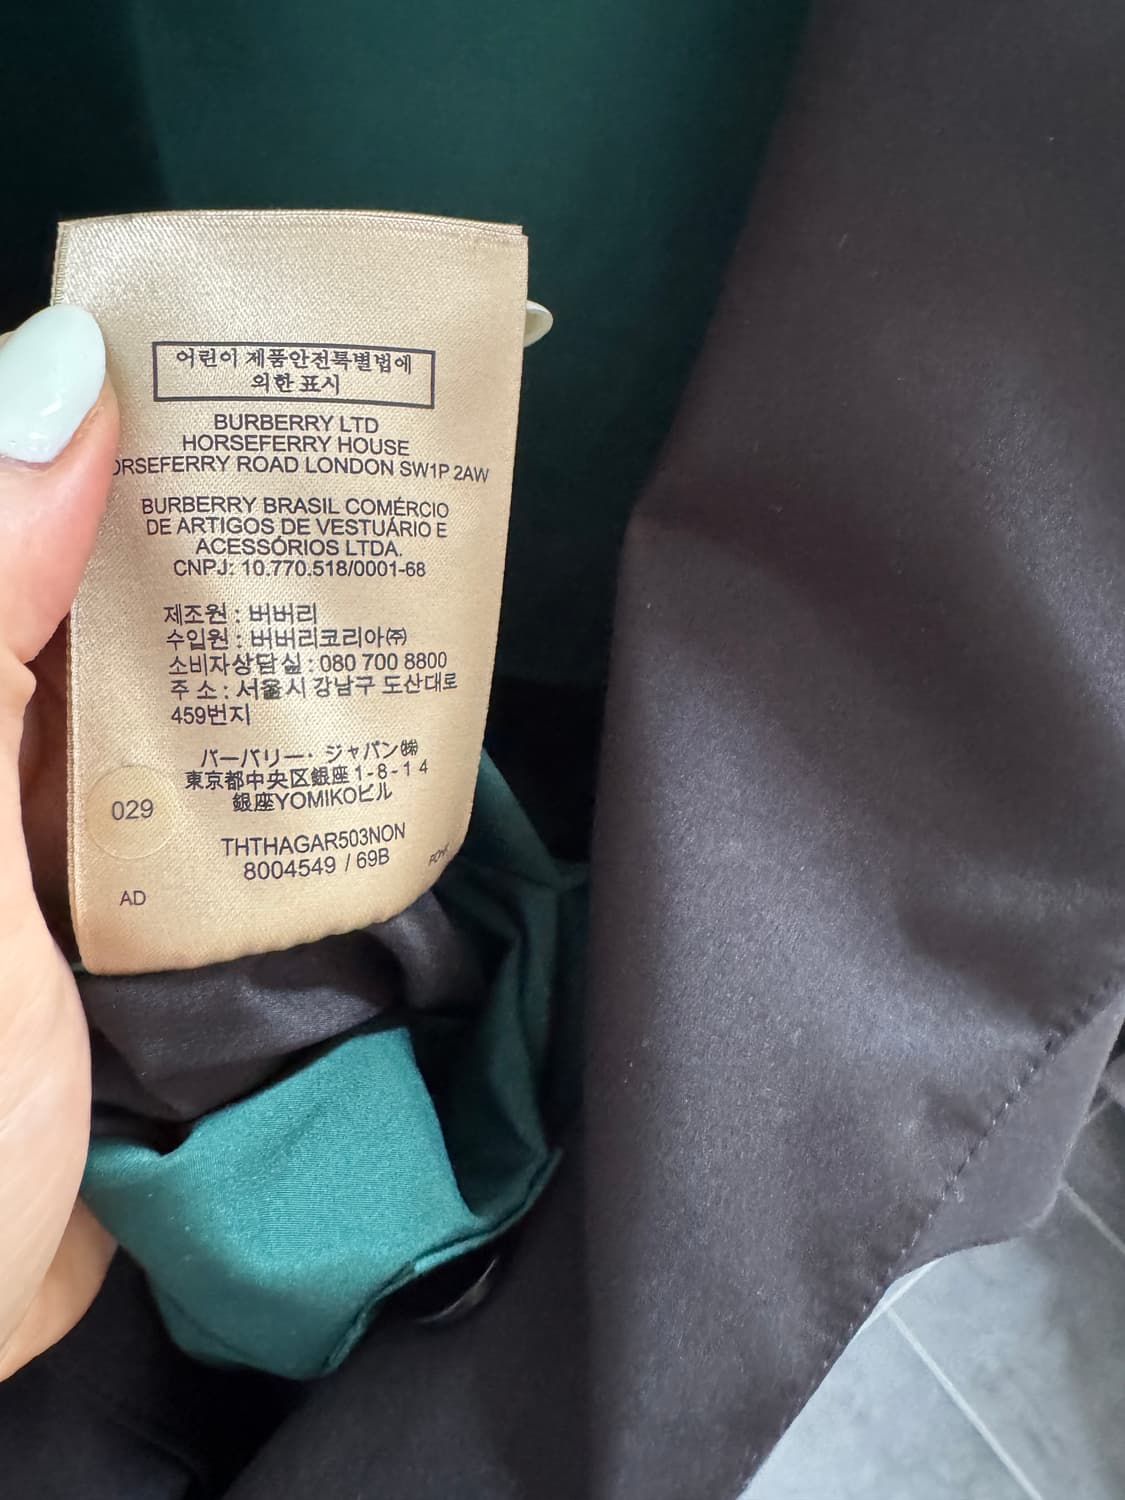 어린이 제품안전특별법에
의한 표시
BURBERRY LTD
HORSEFERRY HOUSE
ORSEFERRY ROAD LONDON SW1P 2AW
BURBERRY BRASIL COMÉRCIO
DE ARTIGOS DE VESTUÁRIO E
ACESSÓRIOS LTDA.
CNPJ: 10.770.518/0001-68
제조원 : 버버리
수입원 : 버버리코리아㈜
소비자상담실 : 080 700 8800
주 소 : 서울시 강남구 도산대로
459번지
バーバリー・ジャパン㈱
東京都中央区銀座1-8-14
銀座YOMIKOビル
029
THTHAGAR503NON
8004549 / 69B
AD